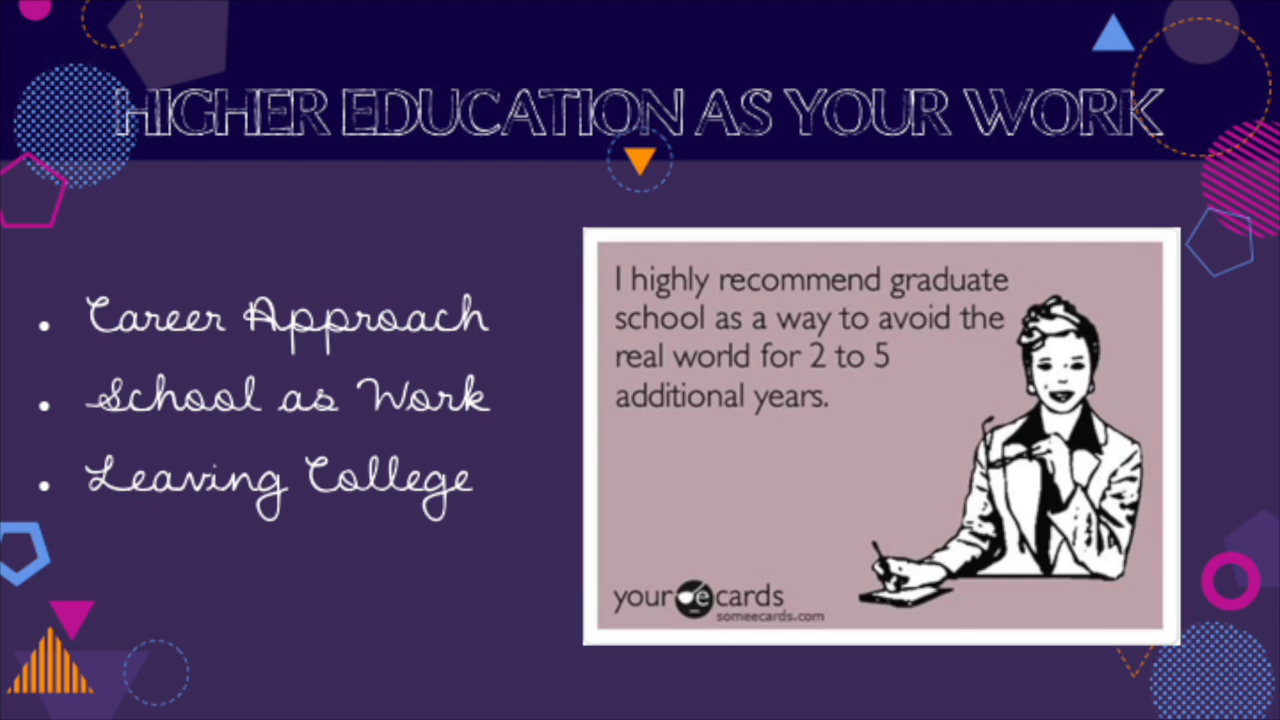 HIGHER EDUCATION AS YOUR WORK
• Career Approach
• School as Work
• Leaving College
I highly recommend graduate
school as a way to avoid the
real world for 2 to 5
additional years.
your e cards
someecards.com